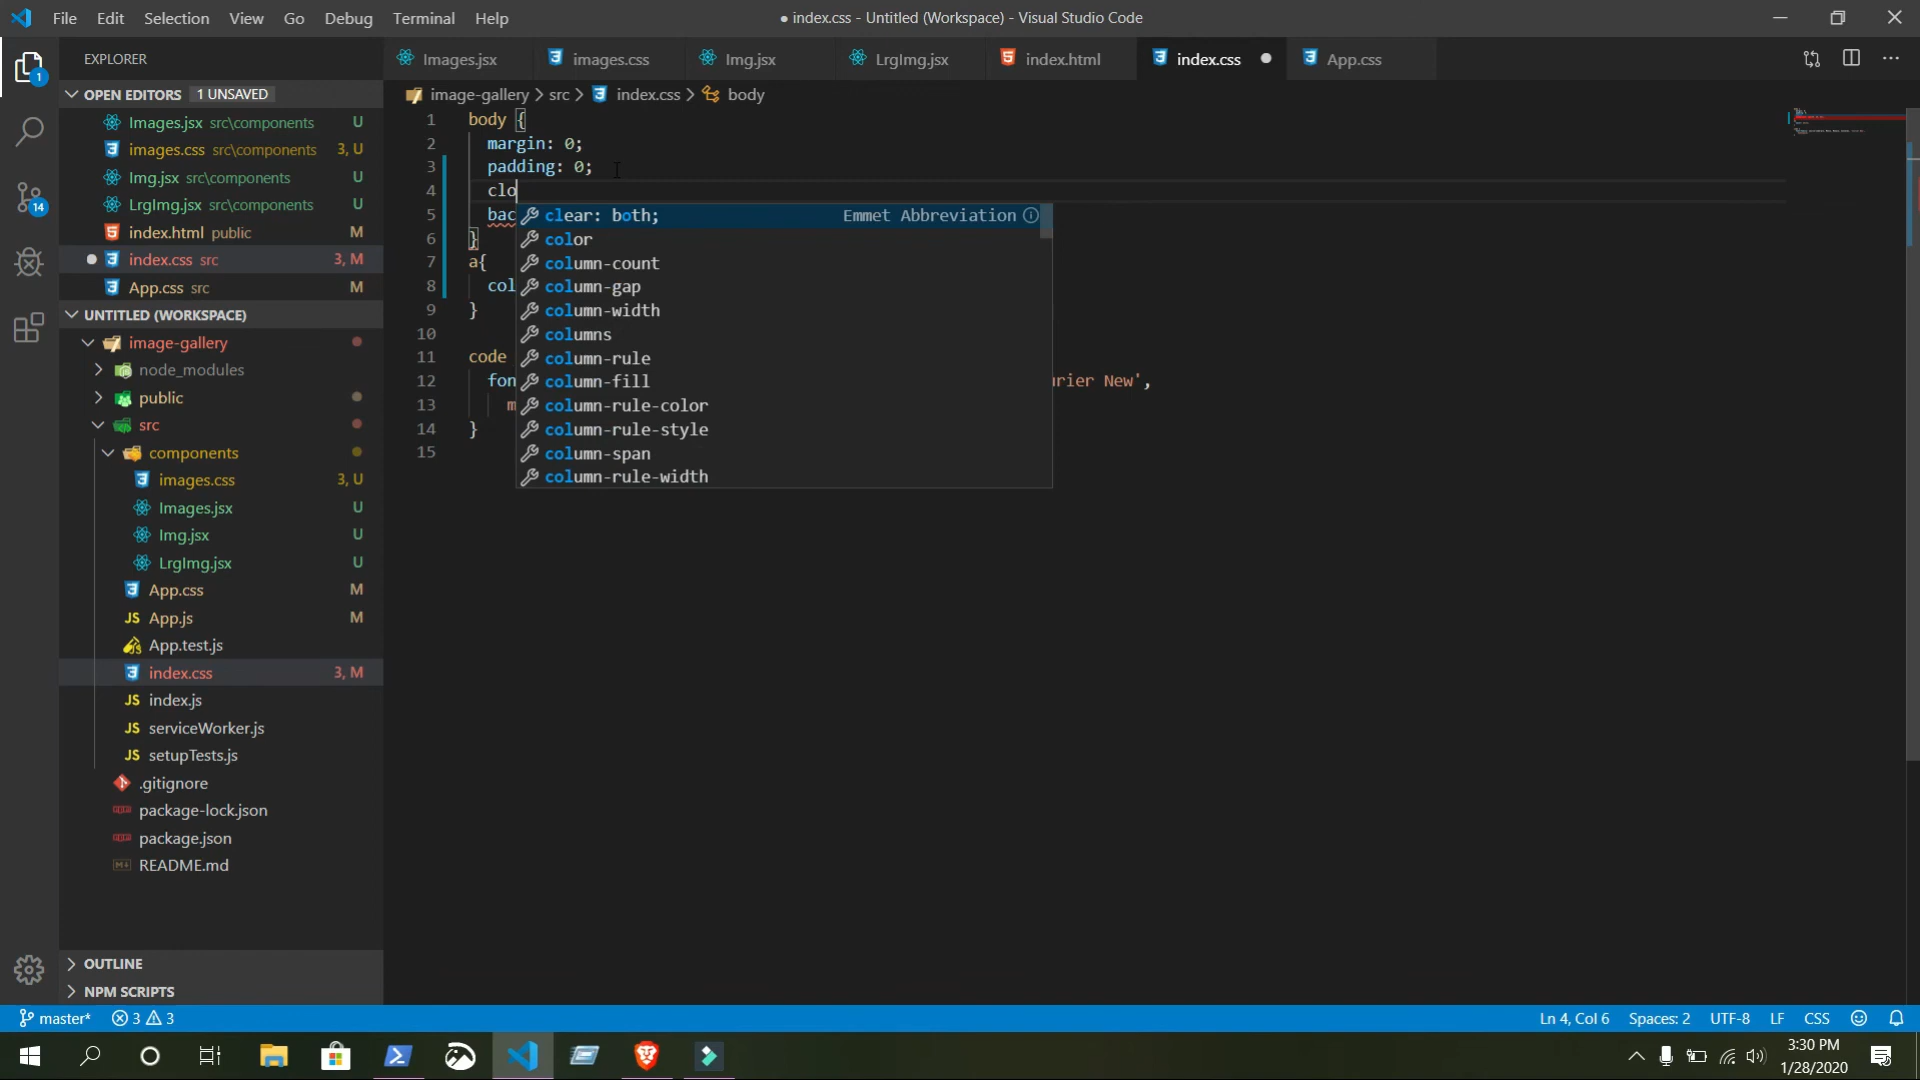 File Edit Selection View Go Debug Terminal Help ● index.css - Untitled (Workspace) - Visual Studio Code
EXPLORER Images.jsx images.css Img.jsx LrgImg.jsx index.html index.css App.css
OPEN EDITORS 1 UNSAVED image-gallery > src > index.css > body
Images.jsx src\components U
images.css src\components 3, U
Img.jsx src\components U
LrgImg.jsx src\components U
index.html public M
index.css src 3, M
App.css src M
1 body {
2 margin: 0;
3 padding: 0;
4 clo
5 bac
6 }
7 a{
8 col
9 }
10
11 code
12 fon urier New',
13 m
14 }
15
clear: both; Emmet Abbreviation
color
column-count
column-gap
column-width
columns
column-rule
column-fill
column-rule-color
column-rule-style
column-span
column-rule-width
UNTITLED (WORKSPACE)
image-gallery
node_modules
public
src
components
images.css 3, U
Images.jsx U
Img.jsx U
LrgImg.jsx U
App.css M
JS App.js M
App.test.js
index.css 3, M
JS index.js
JS serviceWorker.js
JS setupTests.js
.gitignore
package-lock.json
package.json
README.md
OUTLINE
NPM SCRIPTS
1
14
master* 3 3 Ln 4, Col 6 Spaces: 2 UTF-8 LF CSS
3:30 PM
1/28/2020